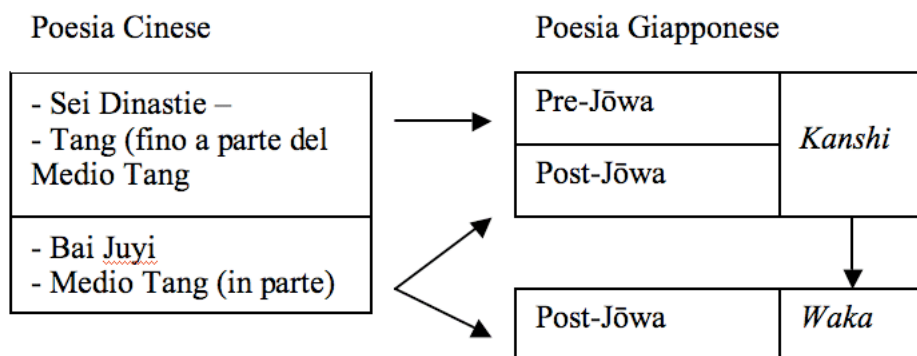 Poesia Cinese
Poesia Giapponese
- Sei Dinastie –
- Tang (fino a parte del
Medio Tang
- Bai Juyi
- Medio Tang (in parte)
Pre-Jōwa
Post-Jōwa
Kanshi
Post-Jōwa
Waka